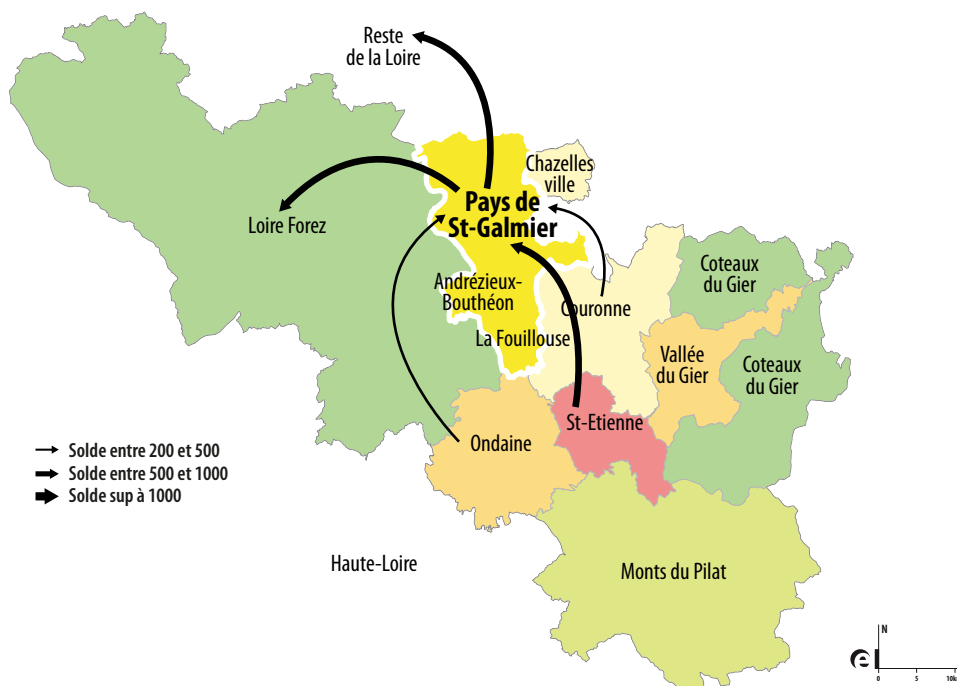 Reste
de la Loire
Chazelles
ville
Pays de
St-Galmier
Loire Forez
Coteaux
du Gier
Andrézieux-
Bouthéon
Couronne
La Fouillouse
Vallée
du Gier
Coteaux
du Gier
St-Etienne
Ondaine
Solde entre 200 et 500
Solde entre 500 et 1000
Solde sup à 1000
Haute-Loire
Monts du Pilat
N
0 5 10k